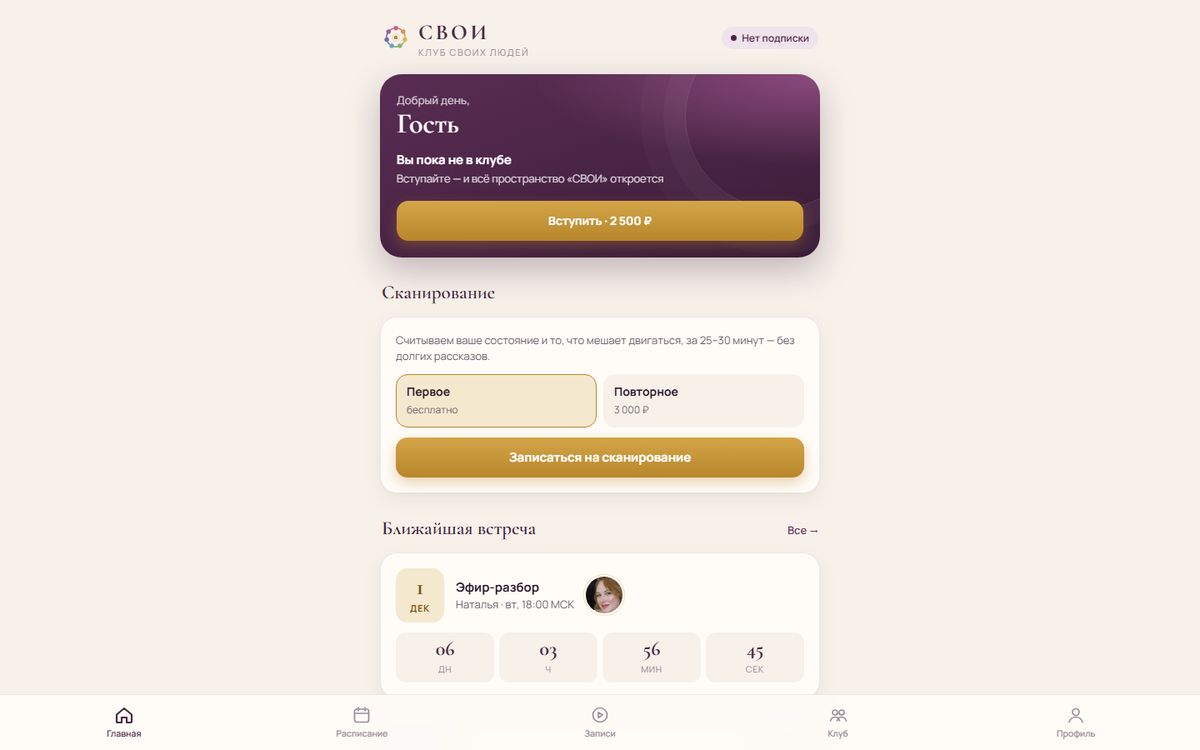 СВОИ
КЛУБ СВОИХ ЛЮДЕЙ
Нет подписки
Добрый день,
Гость
Вы пока не в клубе
Вступайте — и всё пространство «СВОИ» откроется
Вступить · 2 500 ₽
Сканирование
Считываем ваше состояние и то, что мешает двигаться, за 25–30 минут — без
долгих рассказов.
Первое
бесплатно
Повторное
3 000 ₽
Записаться на сканирование
Ближайшая встреча
Все →
1
ДЕК
Эфир-разбор
Наталья · вт, 18:00 МСК
06
ДН
03
Ч
56
МИН
45
СЕК
Главная
Расписание
Записи
Клуб
Профиль